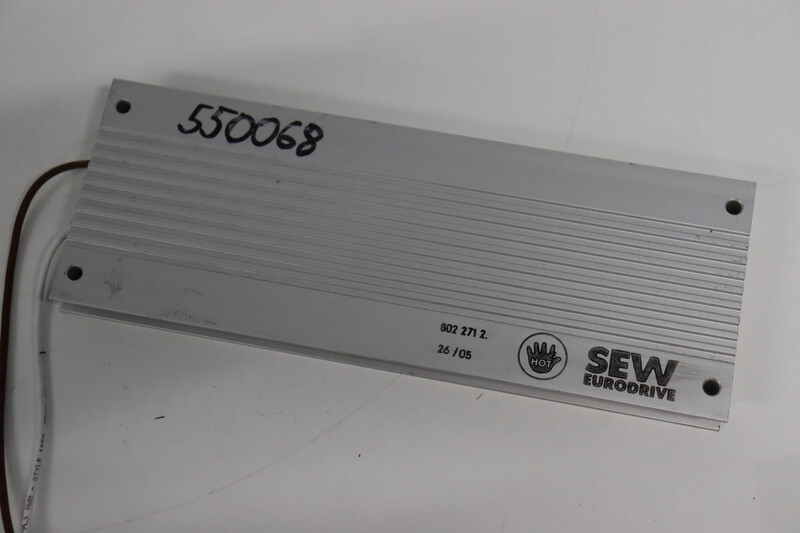 550068
802 271 2.
26/05
HOT
SEW
EURODRIVE